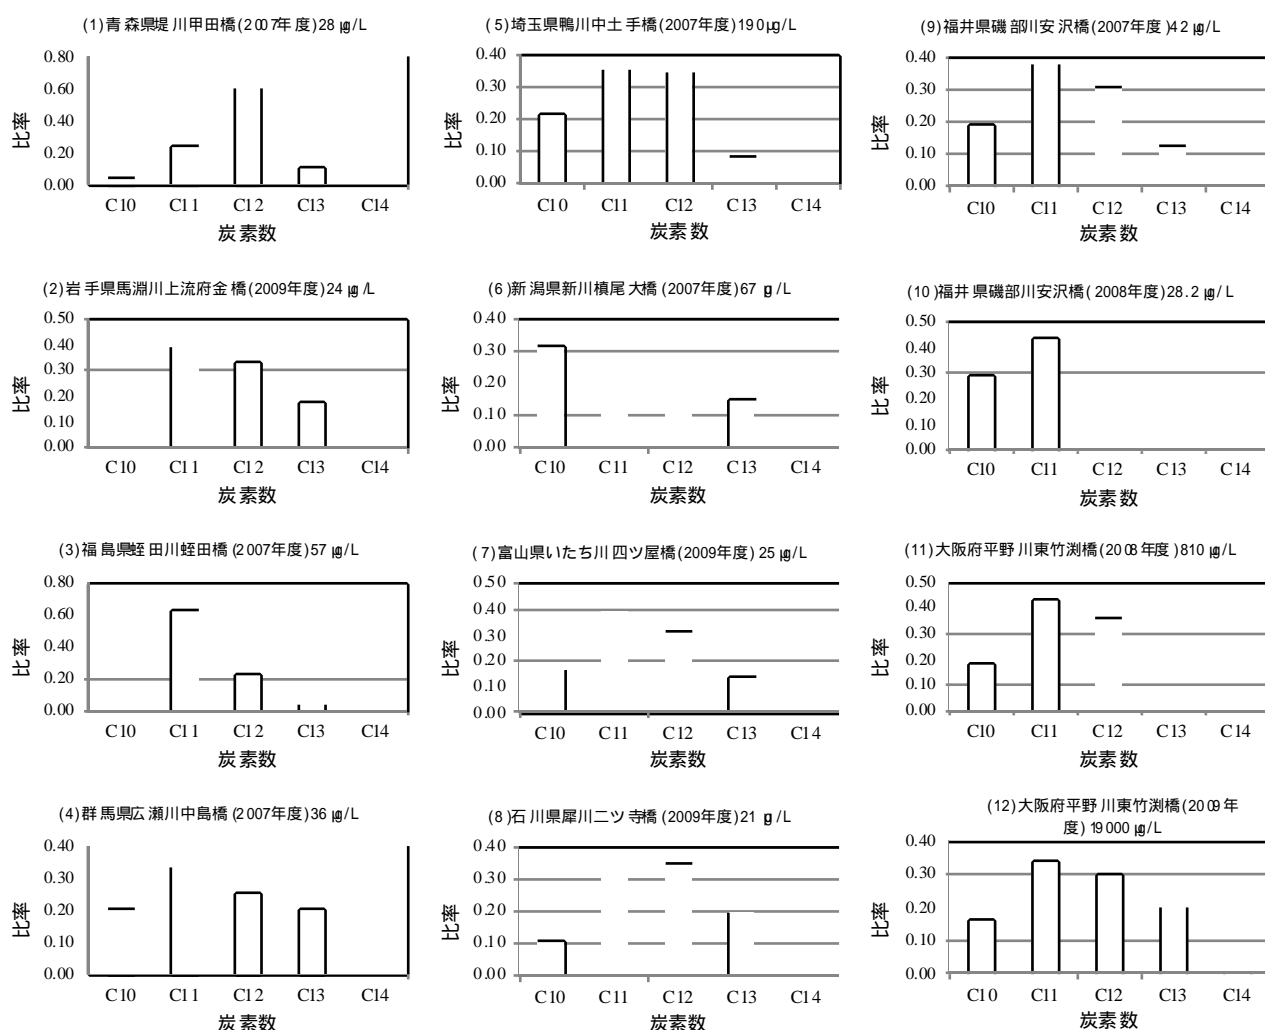 (1)青森県堤川甲田橋(2007年度)28 μg/L
0.80
0.60
0.40
0.20
0.00
比率
C10 C11 C12 C13 C14
炭素数
(2)岩手県馬淵川上流府金橋(2009年度)24 μg/L
0.50
0.40
0.30
0.20
0.10
0.00
比率
C10 C11 C12 C13 C14
炭素数
(3)福島県蛭田川蛭田橋(2007年度)57 μg/L
0.80
0.60
0.40
0.20
0.00
比率
C10 C11 C12 C13 C14
炭素数
(4)群馬県広瀬川中島橋(2007年度)36 μg/L
0.40
0.30
0.20
0.10
0.00
比率
C10 C11 C12 C13 C14
炭素数
(5)埼玉県鴨川中土手橋(2007年度)190μg/L
0.40
0.30
0.20
0.10
0.00
比率
C10 C11 C12 C13 C14
炭素数
(6)新潟県新川槙尾大橋(2007年度)67 μg/L
0.40
0.30
0.20
0.10
0.00
比率
C10 C11 C12 C13 C14
炭素数
(7)富山県いたち川四ツ屋橋(2009年度) 25 μg/L
0.50
0.40
0.30
0.20
0.10
0.00
比率
C10 C11 C12 C13 C14
炭素数
(8)石川県犀川二ツ寺橋(2009年度)21 μg/L
0.40
0.30
0.20
0.10
0.00
比率
C10 C11 C12 C13 C14
炭素数
(9)福井県磯部川安沢橋(2007年度)42 μg/L
0.40
0.30
0.20
0.10
0.00
比率
C10 C11 C12 C13 C14
炭素数
(10)福井県磯部川安沢橋(2008年度)28.2 μg/L
0.50
0.40
0.30
0.20
0.10
0.00
比率
C10 C11 C12 C13 C14
炭素数
(11)大阪府平野川東竹渕橋(2008年度)810 μg/L
0.50
0.40
0.30
0.20
0.10
0.00
比率
C10 C11 C12 C13 C14
炭素数
(12)大阪府平野川東竹渕橋(2009年
度) 19000 μg/L
0.40
0.30
0.20
0.10
0.00
比率
C10 C11 C12 C13 C14
炭素数